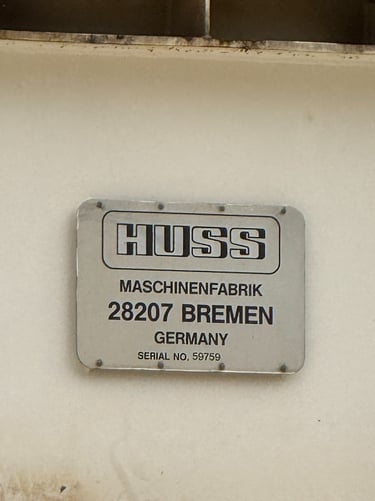 HUSS
MASCHINENFABRIK
28207 BREMEN
GERMANY
SERIAL NO. 59759